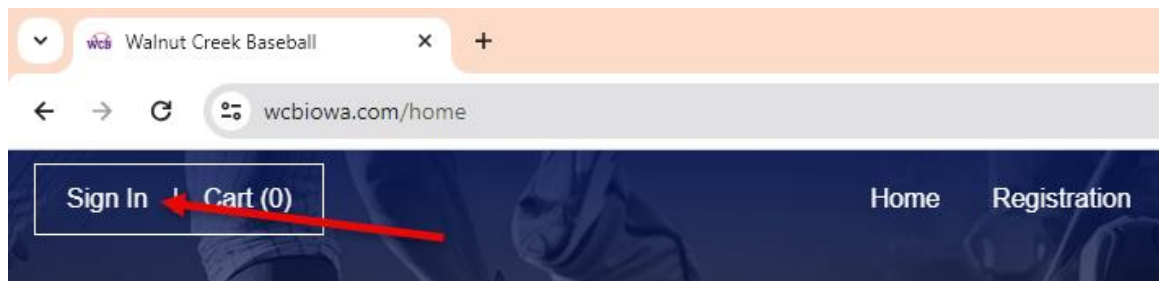 wcb Walnut Creek Baseball
wcbiowa.com/home
Sign In | Cart (0)
Home Registration